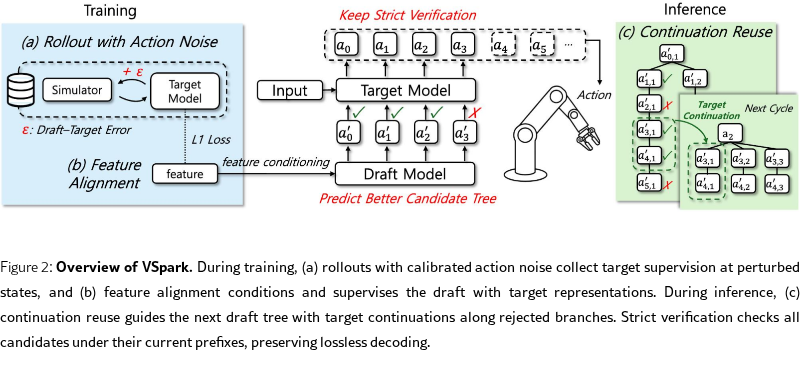 Training
Inference
(a) Rollout with Action Noise
Simulator
+ ε
Target
Model
ε: Draft–Target Error
L1 Loss
(b) Feature
Alignment
feature
feature conditioning
Keep Strict Verification
a0 a1 a2 a3 a4 a5 ...
Input
Target Model
Action
a′0 a′1 a′2 a′3
✓ ✓ ✓ ✗
Draft Model
Predict Better Candidate Tree
(c) Continuation Reuse
a′0,1
a′1,1 ✓ a′1,2
a′2,1 ✗
a′3,1 ✓
a′4,1 ✓
a′5,1 ✗
Target
Continuation
Next Cycle
a2
a′3,1 a′3,2 a′3,3
a′4,1 a′4,2 a′4,3
Figure 2: Overview of VSpark. During training, (a) rollouts with calibrated action noise collect target supervision at perturbed
states, and (b) feature alignment conditions and supervises the draft with target representations. During inference, (c)
continuation reuse guides the next draft tree with target continuations along rejected branches. Strict verification checks all
candidates under their current prefixes, preserving lossless decoding.